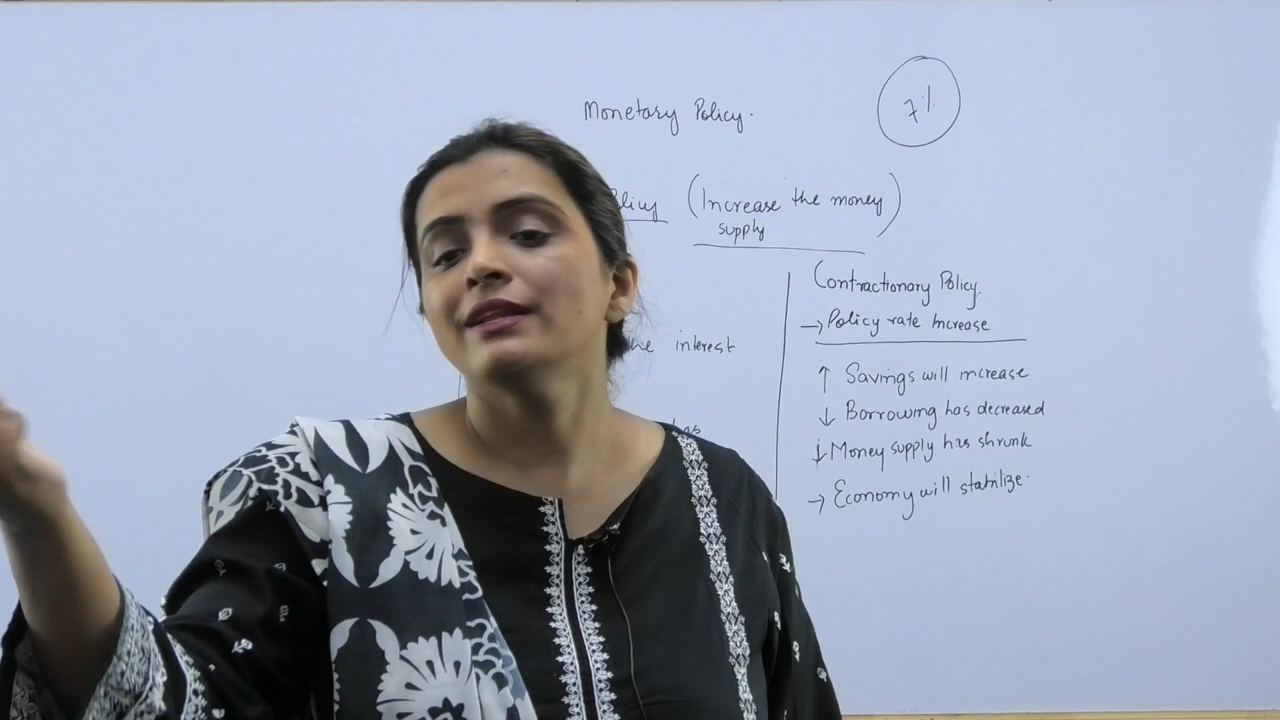 Monetary Policy.
7%
(Increase the money
supply
Contractionary Policy.
→ Policy rate Increase
interest
↑ Savings will increase
↓ Borrowing has decreased
↓ Money supply has shrunk
→ Economy will stabilize.